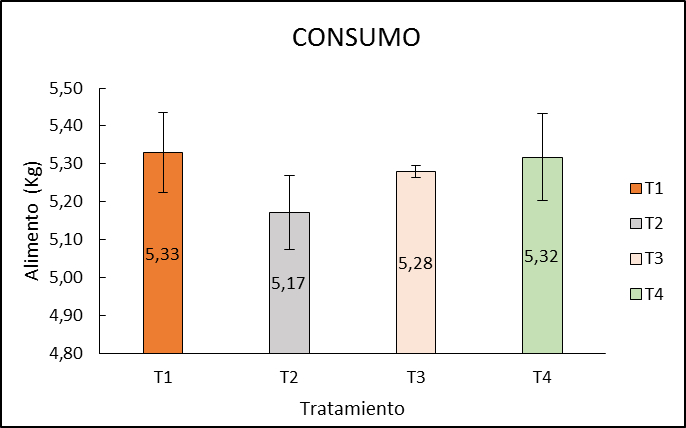 CONSUMO
5,50
5,40
5,30
5,20
5,10
5,00
4,90
4,80
Alimento (Kg)
5,33
5,17
5,28
5,32
T1
T2
T3
T4
Tratamiento
T1
T2
T3
T4